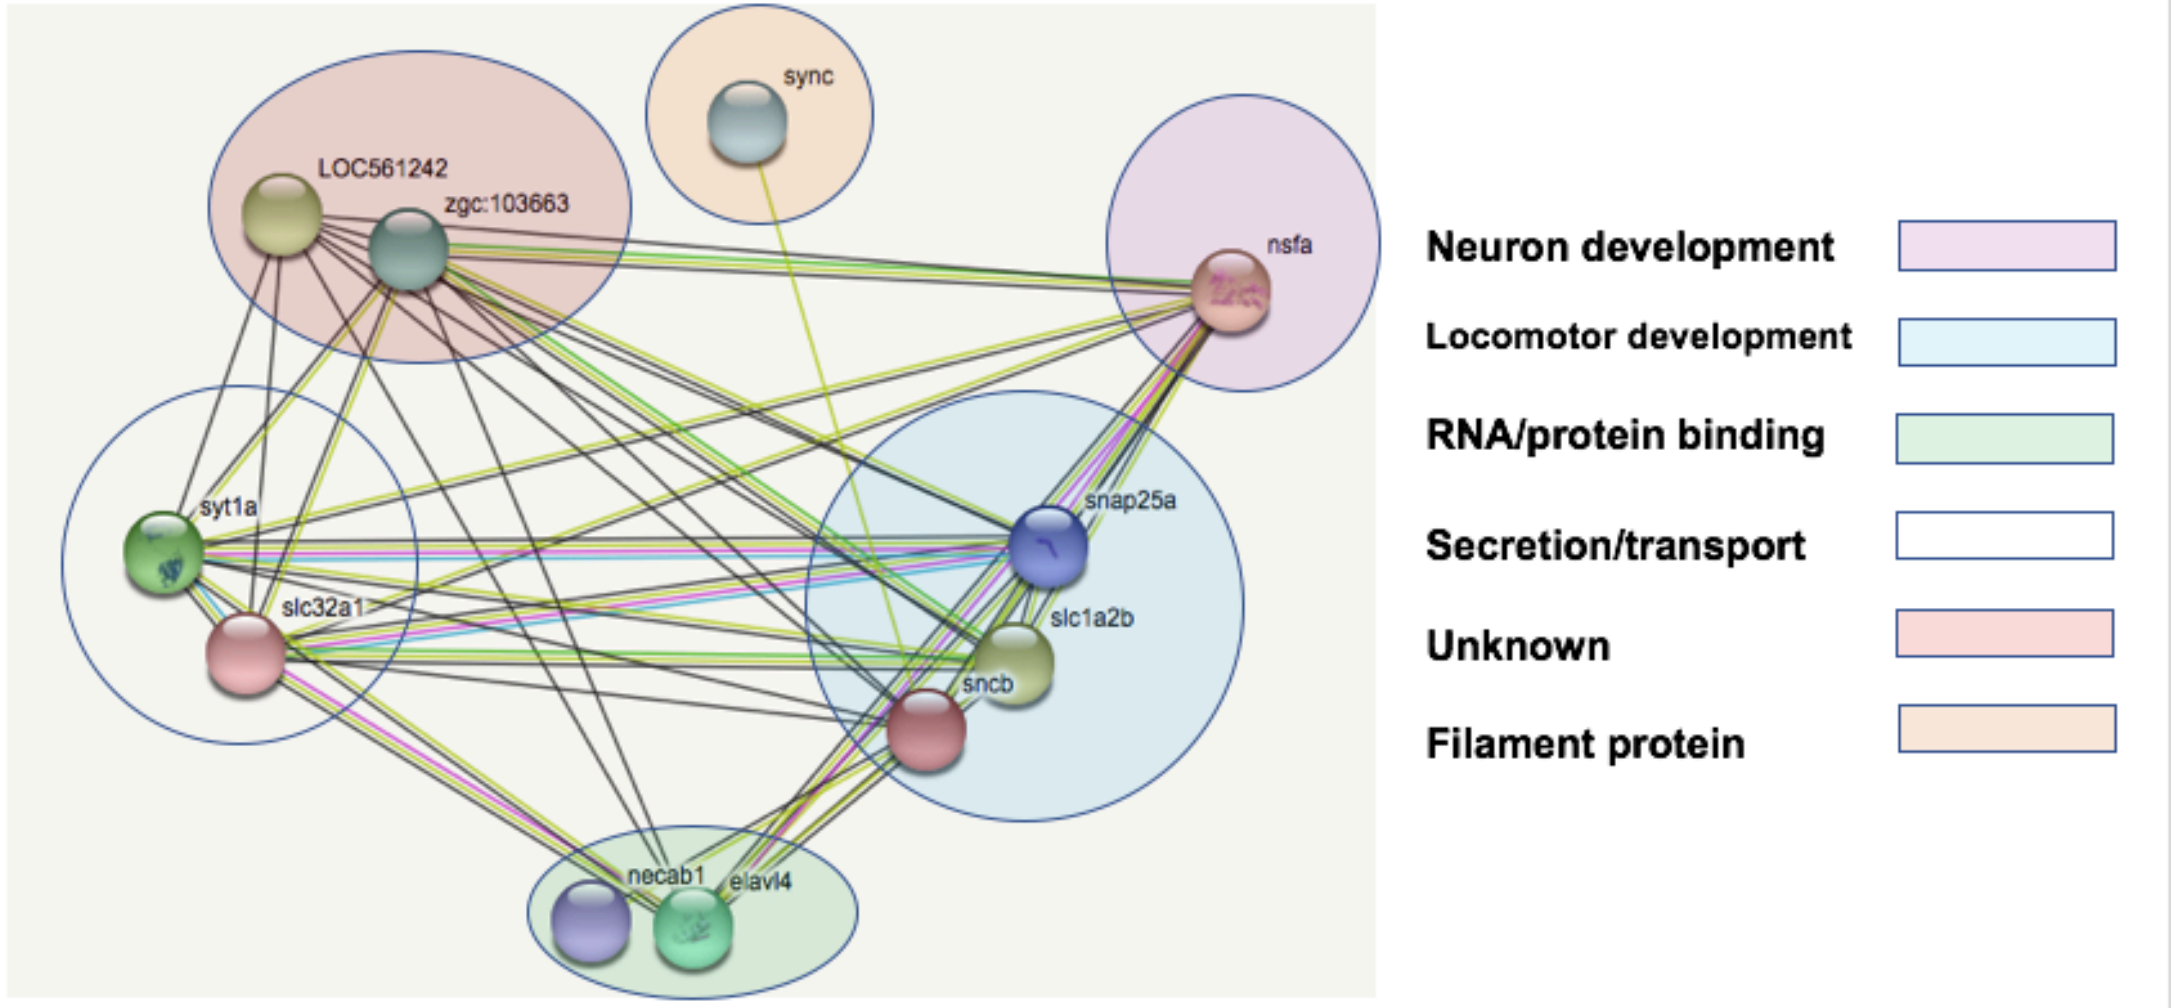 sync
LOC561242
zgc:103663
nsfa
syt1a
snap25a
slc32a1
slc1a2b
sncb
necab1
elavl4
Neuron development
Locomotor development
RNA/protein binding
Secretion/transport
Unknown
Filament protein